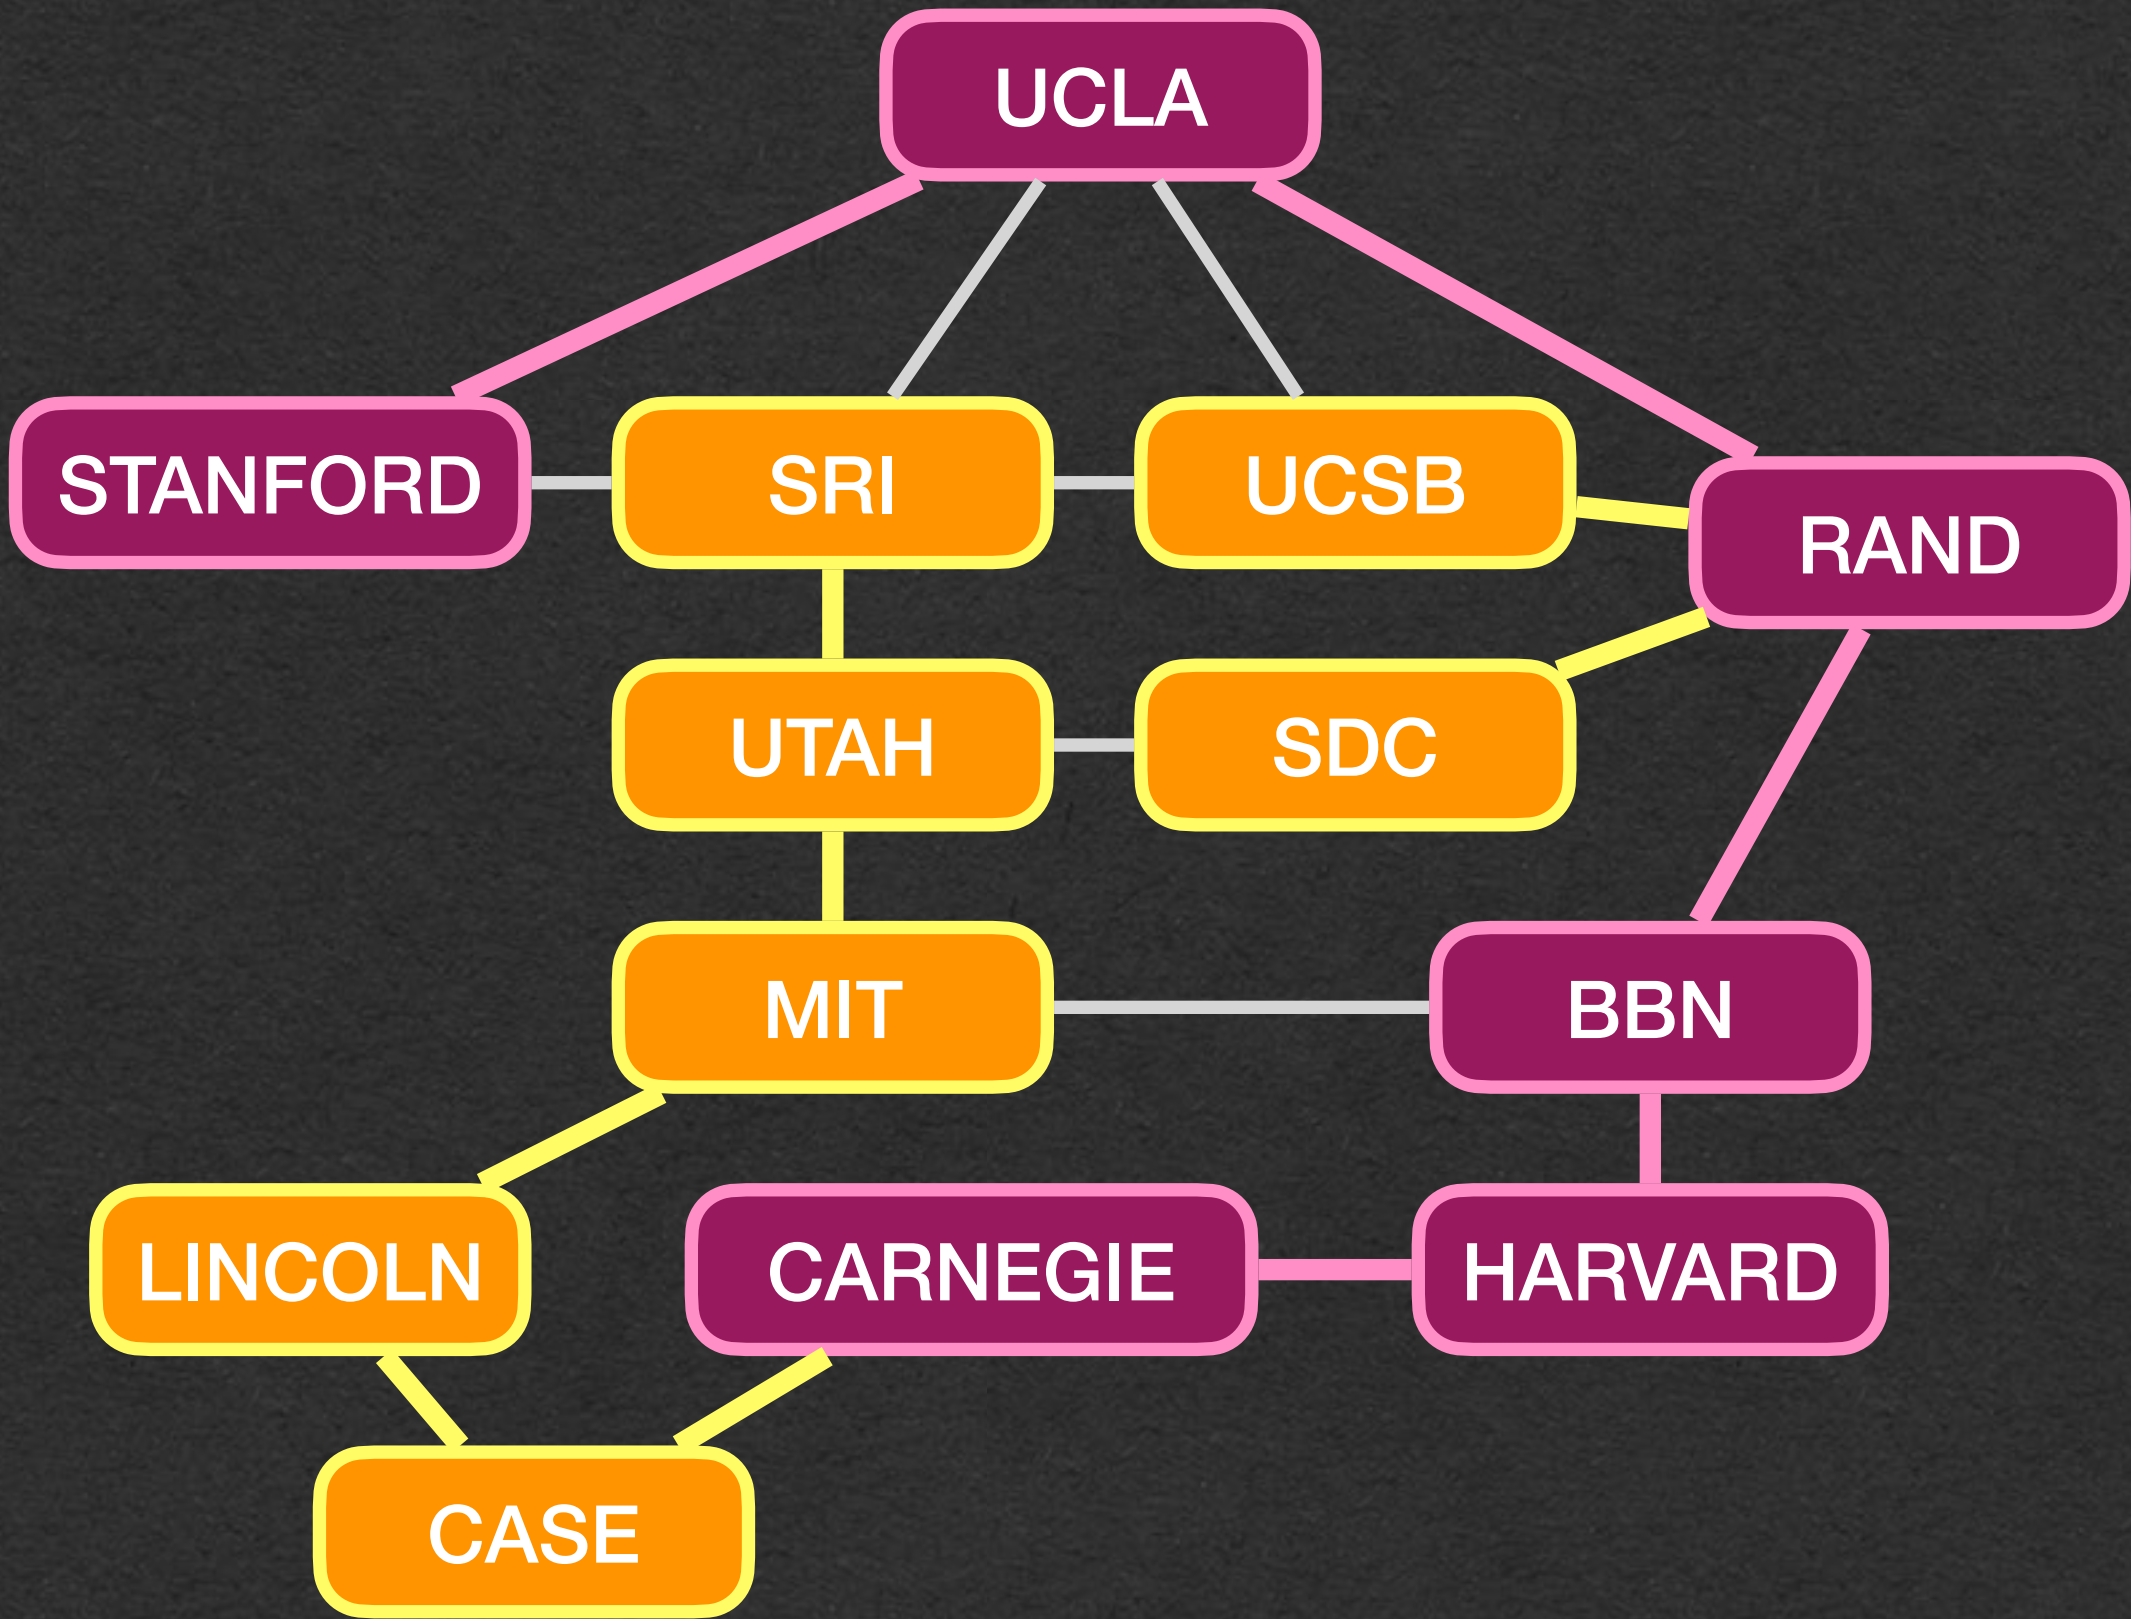 UCLA
STANFORD
SRI
UCSB
RAND
UTAH
SDC
MIT
BBN
LINCOLN
CARNEGIE
HARVARD
CASE